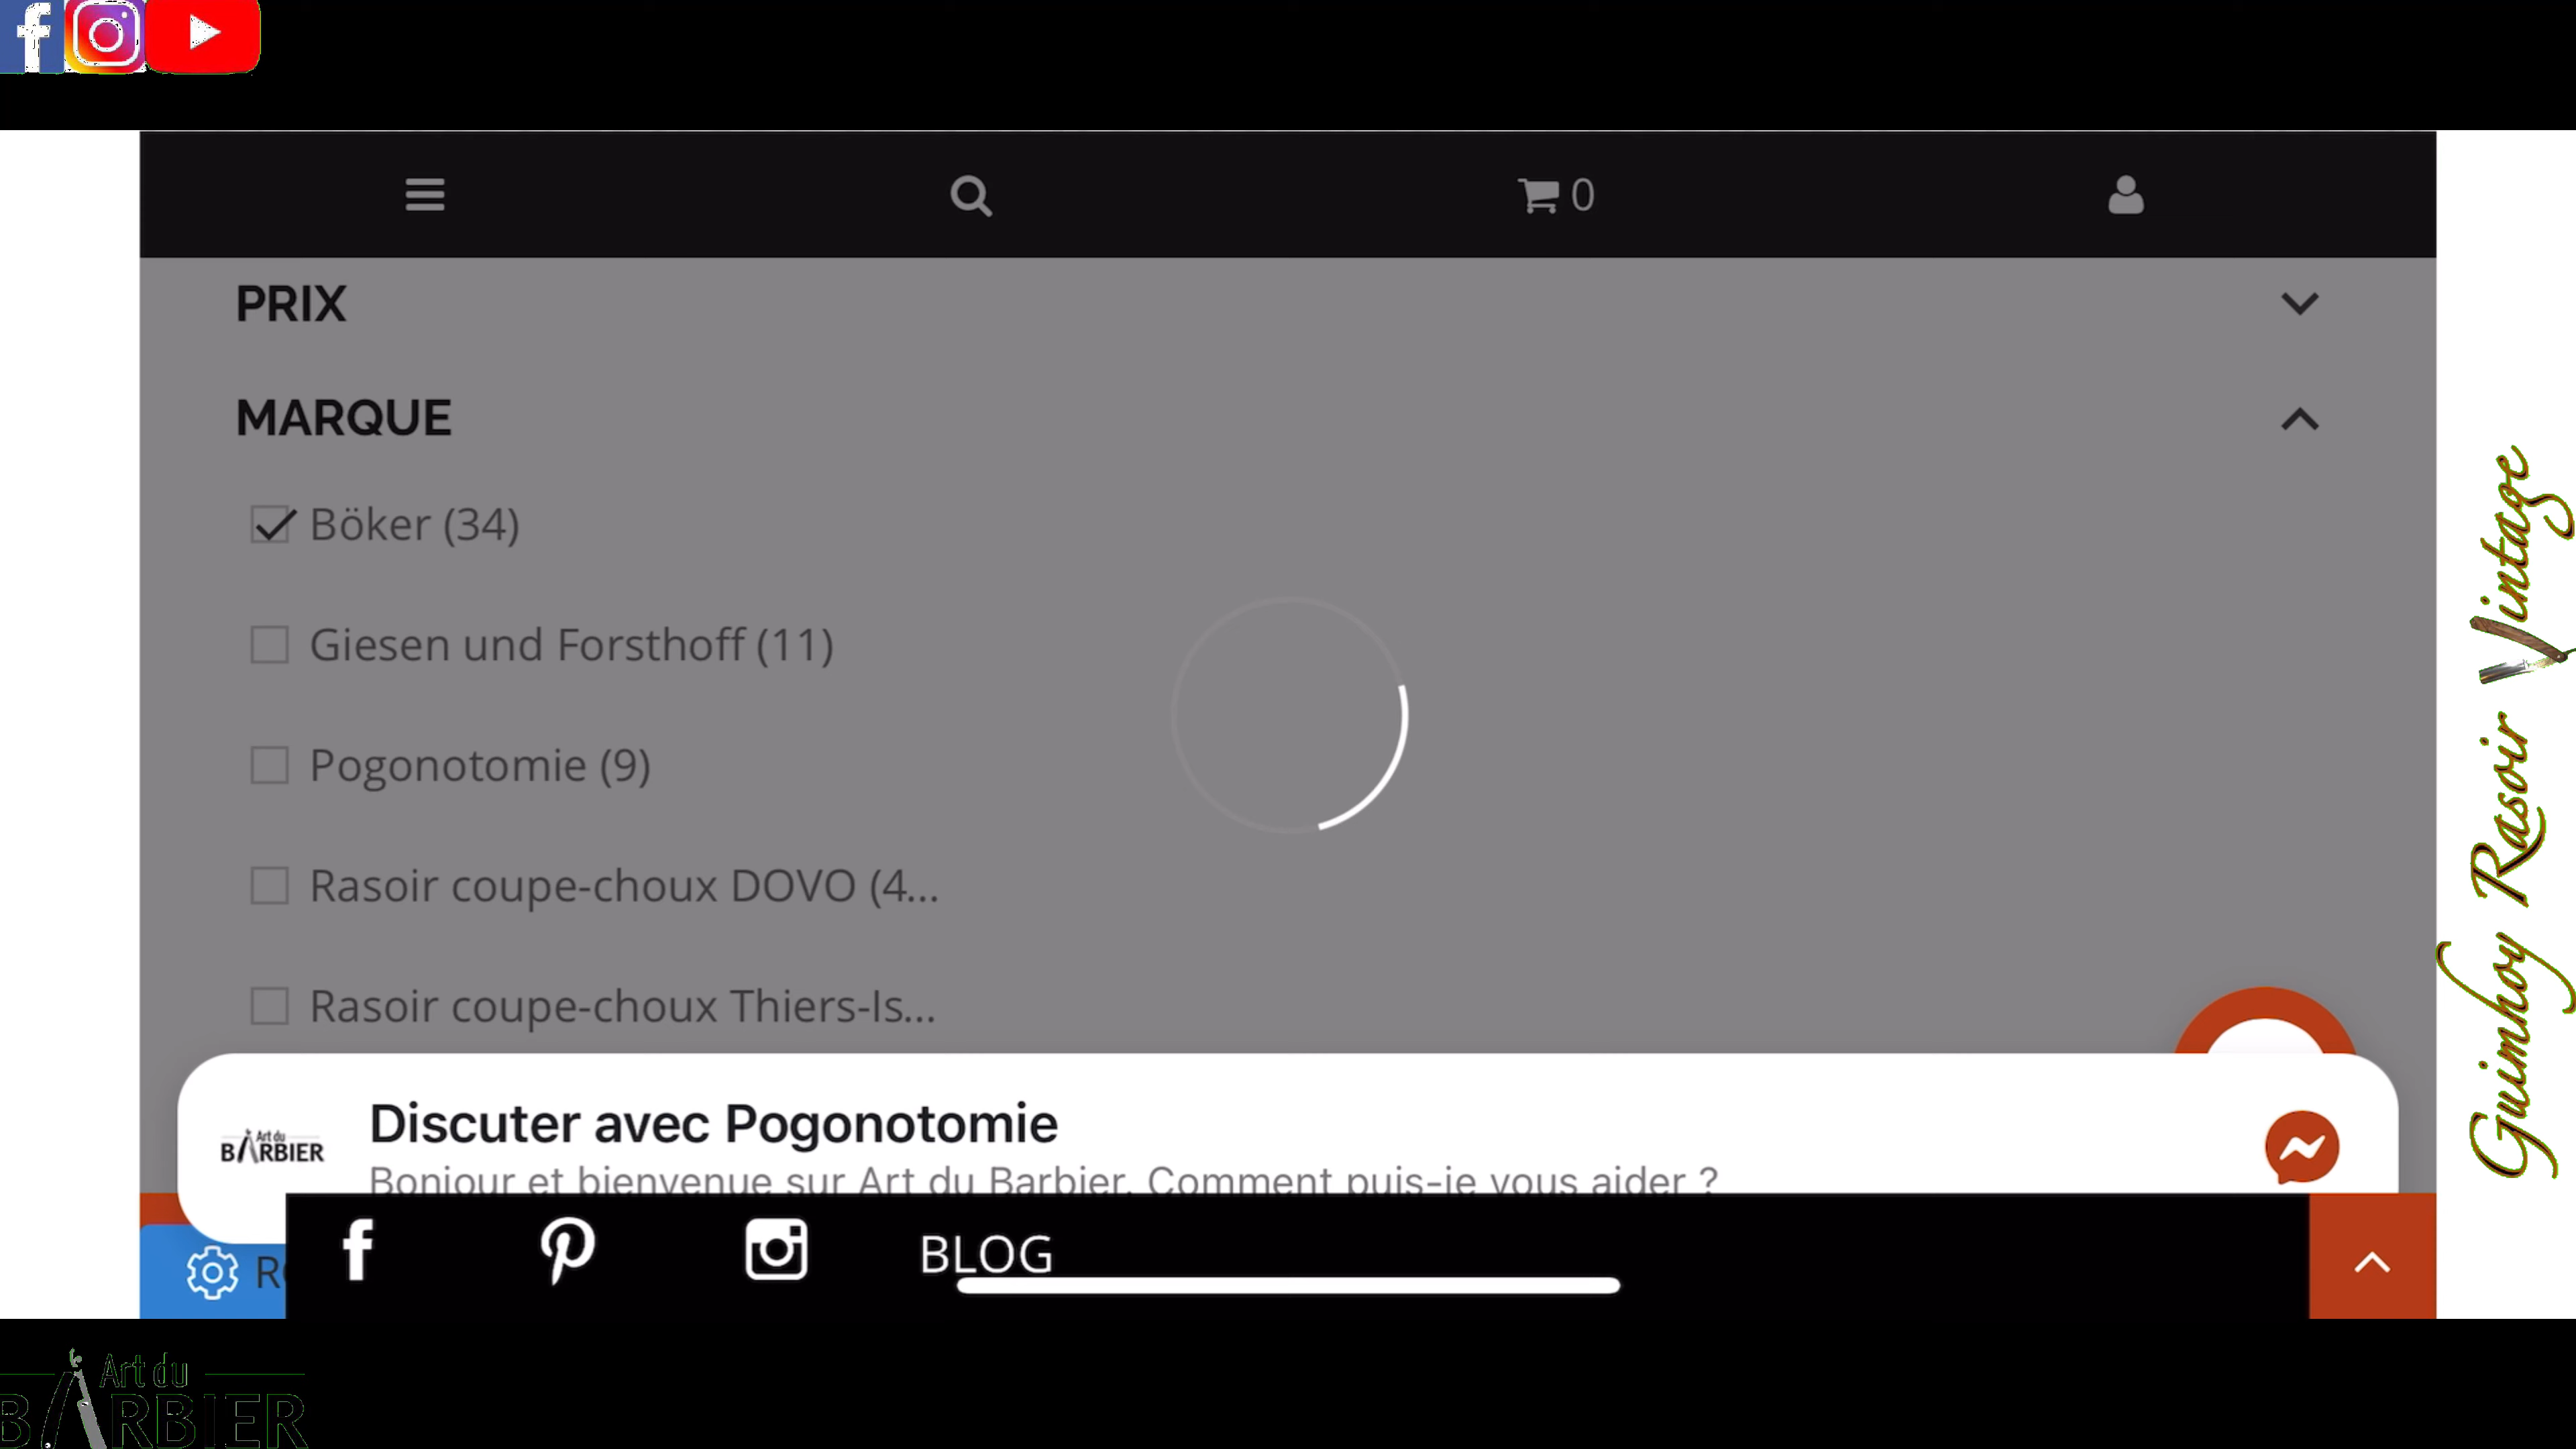 0
PRIX
MARQUE
Böker (34)
Giesen und Forsthoff (11)
Pogonotomie (9)
Rasoir coupe-choux DOVO (4...
Rasoir coupe-choux Thiers-Is...
Art du
BARBIER
Discuter avec Pogonotomie
Bonjour et bienvenue sur Art du Barbier. Comment puis-je vous aider ?
BLOG
Guimhoy Rasoir Vintage
Art du
BARBIER